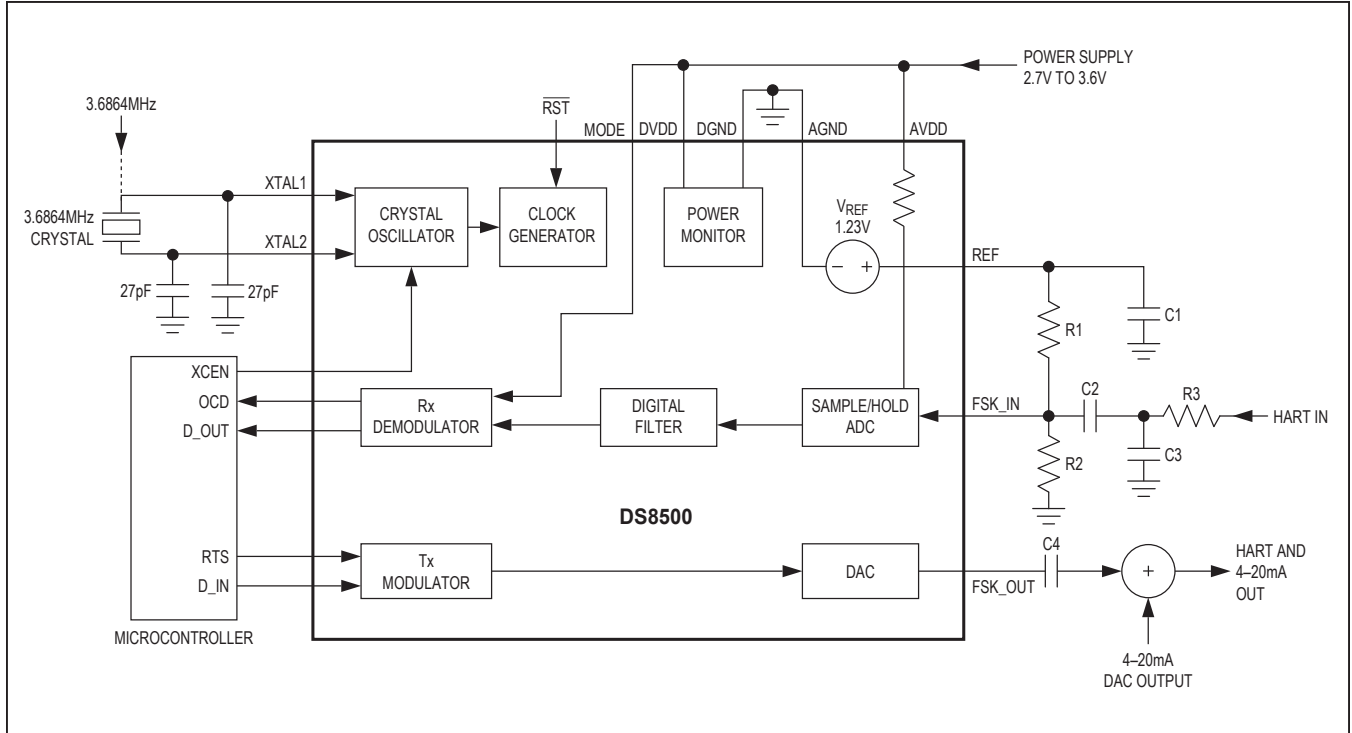 POWER SUPPLY
2.7V TO 3.6V
3.6864MHz
RST
MODE
DVDD
DGND
AGND
AVDD
XTAL1
3.6864MHz
CRYSTAL
XTAL2
CRYSTAL
OSCILLATOR
CLOCK
GENERATOR
POWER
MONITOR
VREF
1.23V
- +
REF
27pF
27pF
R1
C1
XCEN
OCD
D_OUT
Rx
DEMODULATOR
DIGITAL
FILTER
SAMPLE/HOLD
ADC
FSK_IN
C2
R3
HART IN
R2
C3
DS8500
RTS
D_IN
Tx
MODULATOR
DAC
FSK_OUT
C4
+
HART AND
4–20mA
OUT
MICROCONTROLLER
4–20mA
DAC OUTPUT